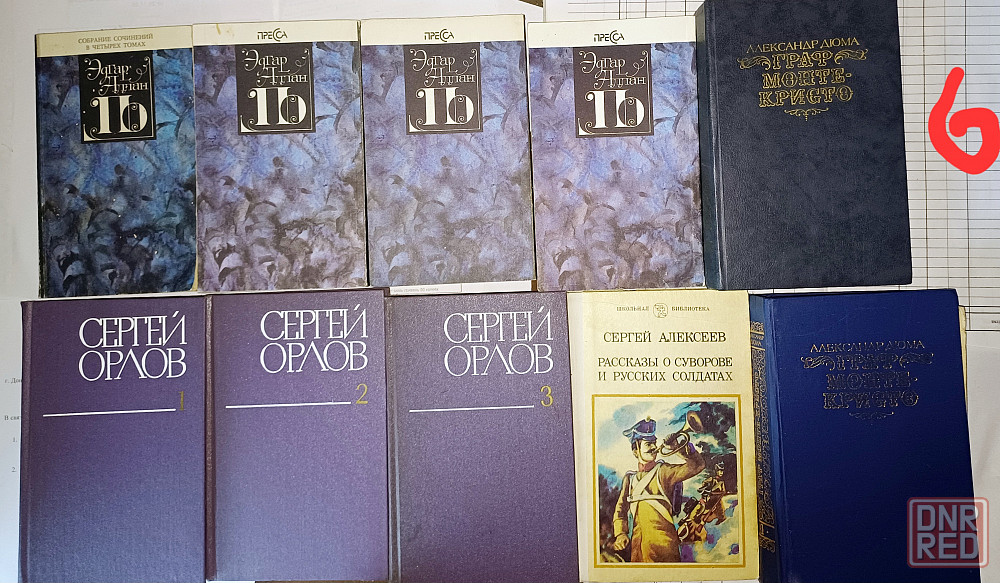 СОБРАНИЕ СОЧИНЕНИЙ
В ЧЕТЫРЕХ ТОМАХ
Эдгар
Аллан
По
ПРЕССА
Эдгар
Аллан
По
ПРЕССА
Эдгар
Аллан
По
ПРЕССА
Эдгар
Аллан
По
АЛЕКСАНДР ДЮМА
ГРАФ
МОНТЕ-
КРИСТО
6
СЕРГЕЙ
ОРЛОВ
1
СЕРГЕЙ
ОРЛОВ
2
СЕРГЕЙ
ОРЛОВ
3
ШКОЛЬНАЯ БИБЛИОТЕКА
СЕРГЕЙ АЛЕКСЕЕВ
РАССКАЗЫ О СУВОРОВЕ
И РУССКИХ СОЛДАТАХ
АЛЕКСАНДР ДЮМА
ГРАФ
МОНТЕ-
КРИСТО
DNR
RED